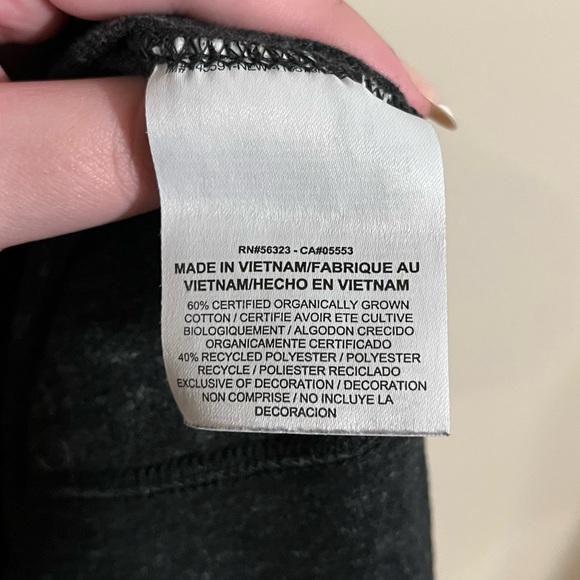 RN#56323 - CA#05553
MADE IN VIETNAM/FABRIQUE AU
VIETNAM/HECHO EN VIETNAM
60% CERTIFIED ORGANICALLY GROWN
COTTON / CERTIFIE AVOIR ETE CULTIVE
BIOLOGIQUEMENT / ALGODON CRECIDO
ORGANICAMENTE CERTIFICADO
40% RECYCLED POLYESTER / POLYESTER
RECYCLE / POLIESTER RECICLADO
EXCLUSIVE OF DECORATION / DECORATION
NON COMPRISE / NO INCLUYE LA
DECORACION